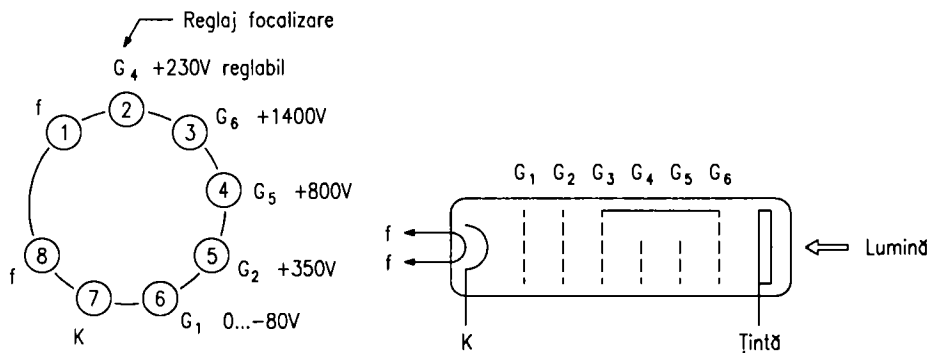 Reglaj focalizare
G4 +230V reglabil
f
1
2
3
G6 +1400V
4
G5 +800V
5
G2 +350V
6
G1 0...-80V
7
K
8
f
G1 G2 G3 G4 G5 G6
f
f
Lumină
K
Țintă